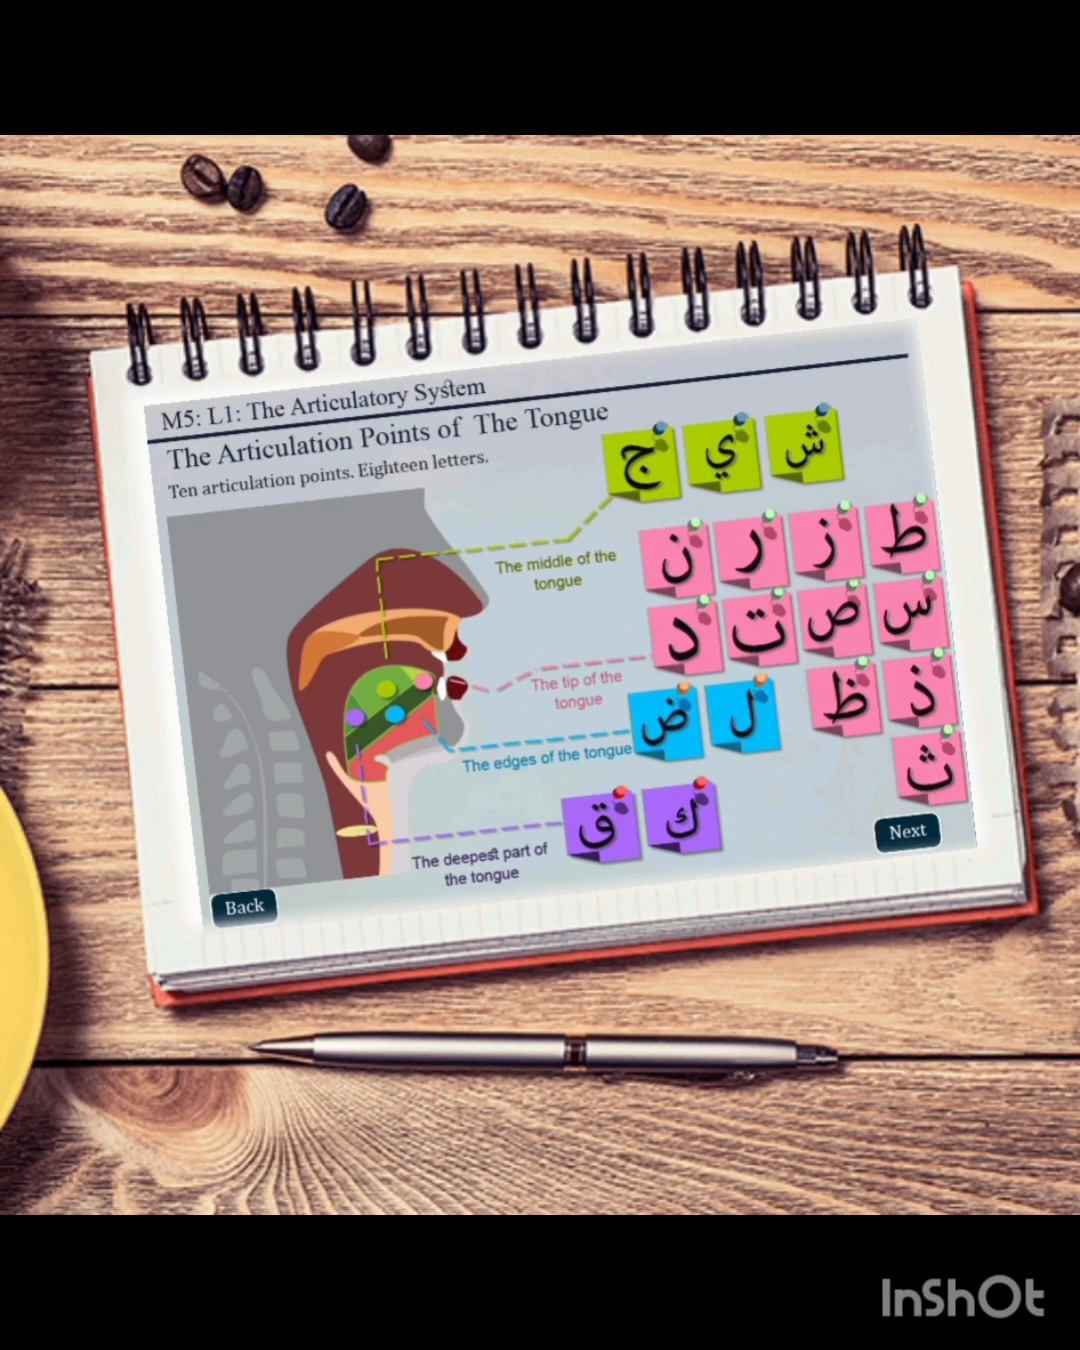 M5: L1: The Articulatory System
The Articulation Points of The Tongue
Ten articulation points. Eighteen letters.
ج ي ش
The middle of the
tongue
ن ر ز ط
د ت ص س
The tip of the
tongue
ظ ذ
ض ل
The edges of the tongue
ث
ق ك
The deepest part of
the tongue
Next
Back
InShOt